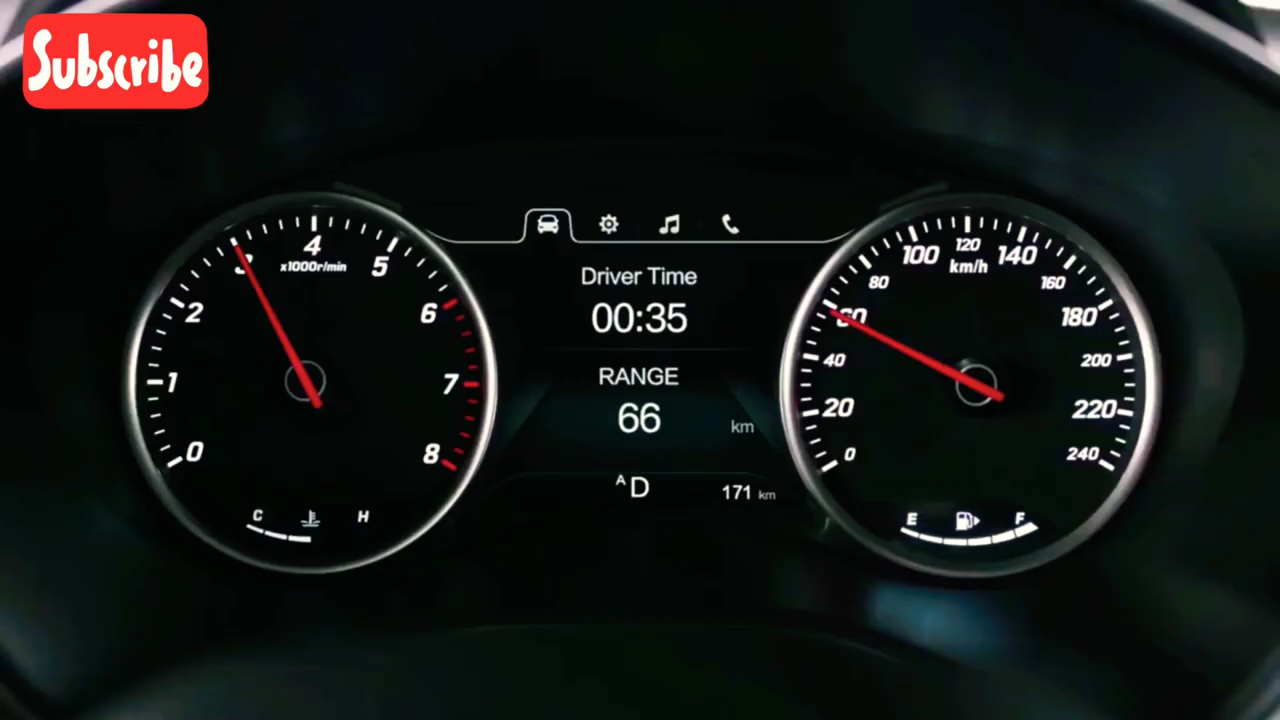 Subscribe
Driver Time
00:35
RANGE
66 km
A D
171 km
0
1
2
3
4
5
6
7
8
x1000r/min
C
H
0
20
40
60
80
100
120
140
160
180
200
220
240
km/h
E
F